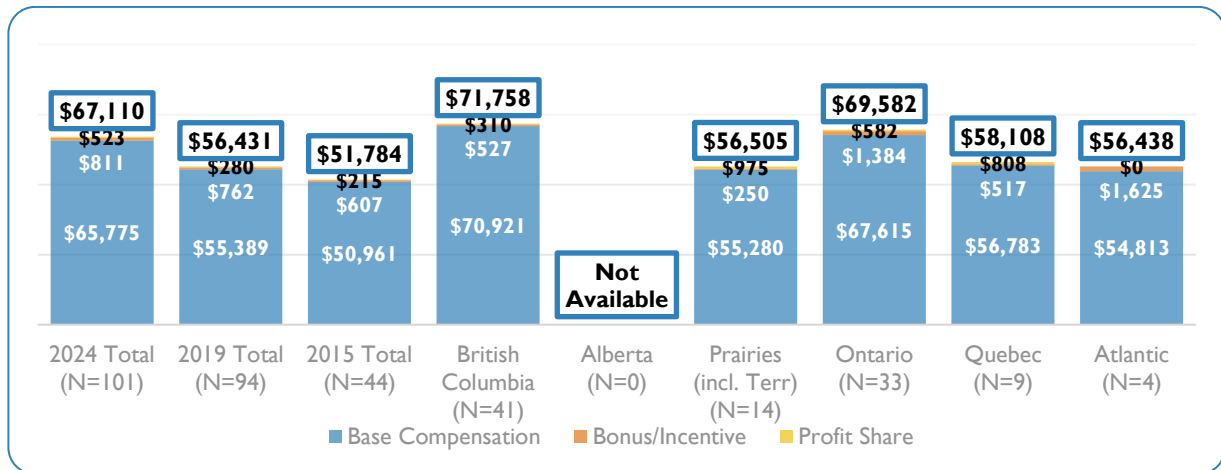 $67,110
$523
$811
$65,775
$56,431
$280
$762
$55,389
$51,784
$215
$607
$50,961
$71,758
$310
$527
$70,921
Not
Available
$56,505
$975
$250
$55,280
$69,582
$582
$1,384
$67,615
$58,108
$808
$517
$56,783
$56,438
$0
$1,625
$54,813
2024 Total
(N=101)
2019 Total
(N=94)
2015 Total
(N=44)
British
Columbia
(N=41)
Alberta
(N=0)
Prairies
(incl. Terr)
(N=14)
Ontario
(N=33)
Quebec
(N=9)
Atlantic
(N=4)
Base Compensation
Bonus/Incentive
Profit Share